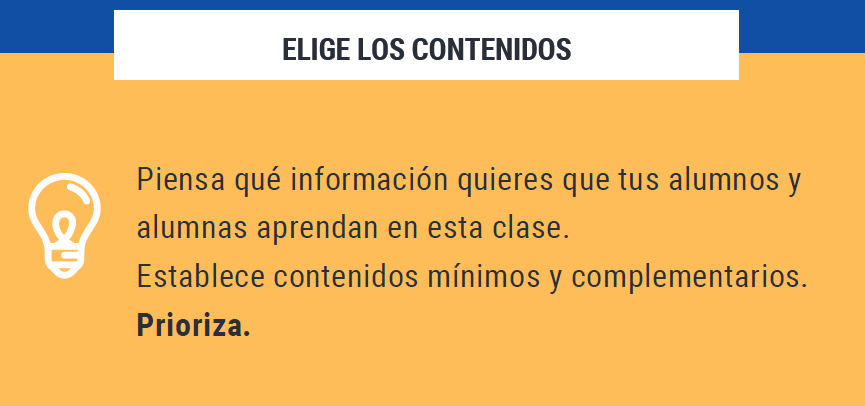 ELIGE LOS CONTENIDOS
Piensa qué información quieres que tus alumnos y
alumnas aprendan en esta clase.
Establece contenidos mínimos y complementarios.
Prioriza.